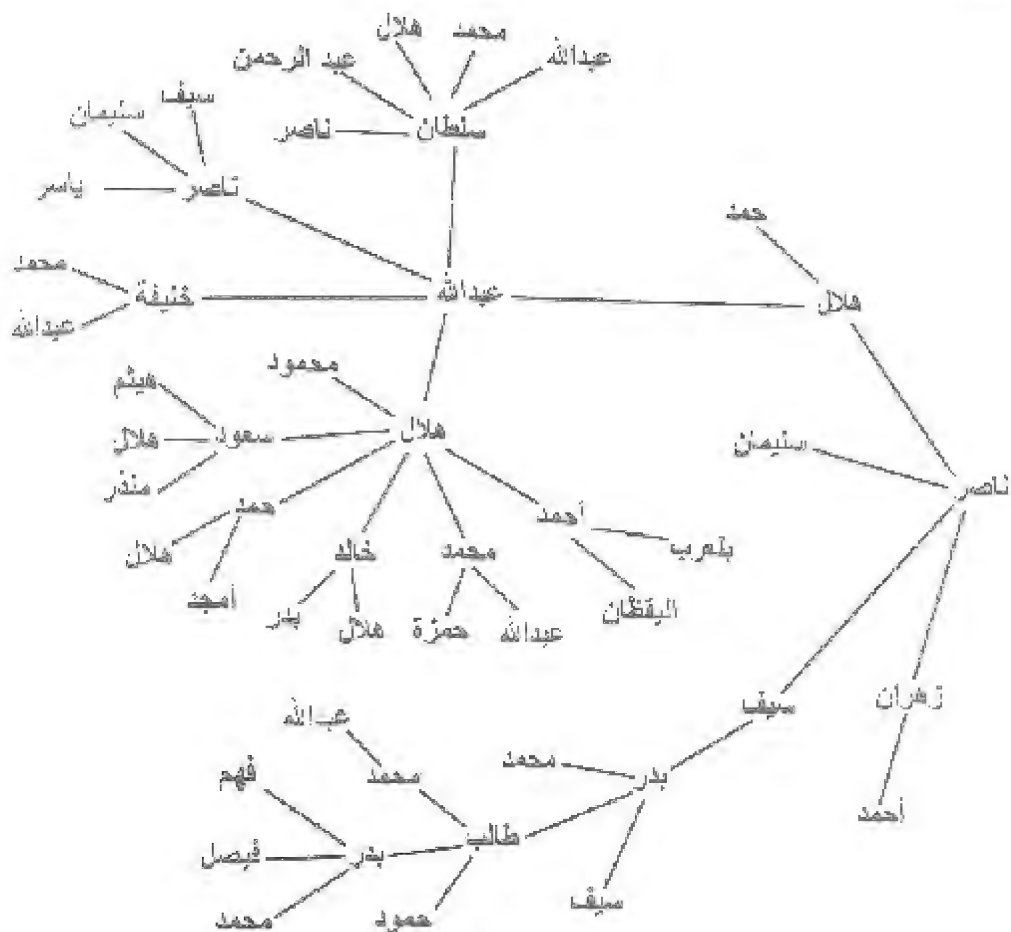 هلال
محمد
عبدالله
عبد الرحمن
سيف
سليمان
ناصر
سلطان
ياسر
ناصر
حمد
محمد
خليفة
عبدالله
هلال
عبدالله
محمود
هيثم
هلال
سعود
هلال
سليمان
منذر
ناصر
حمد
أحمد
هلال
خالد
محمد
بلعرب
أمجد
بدر
هلال
حمزة
عبدالله
اليقظان
زهران
سيف
عبدالله
محمد
بدر
فهم
محمد
أحمد
طالب
فيصل
بدر
محمد
حمود
سيف